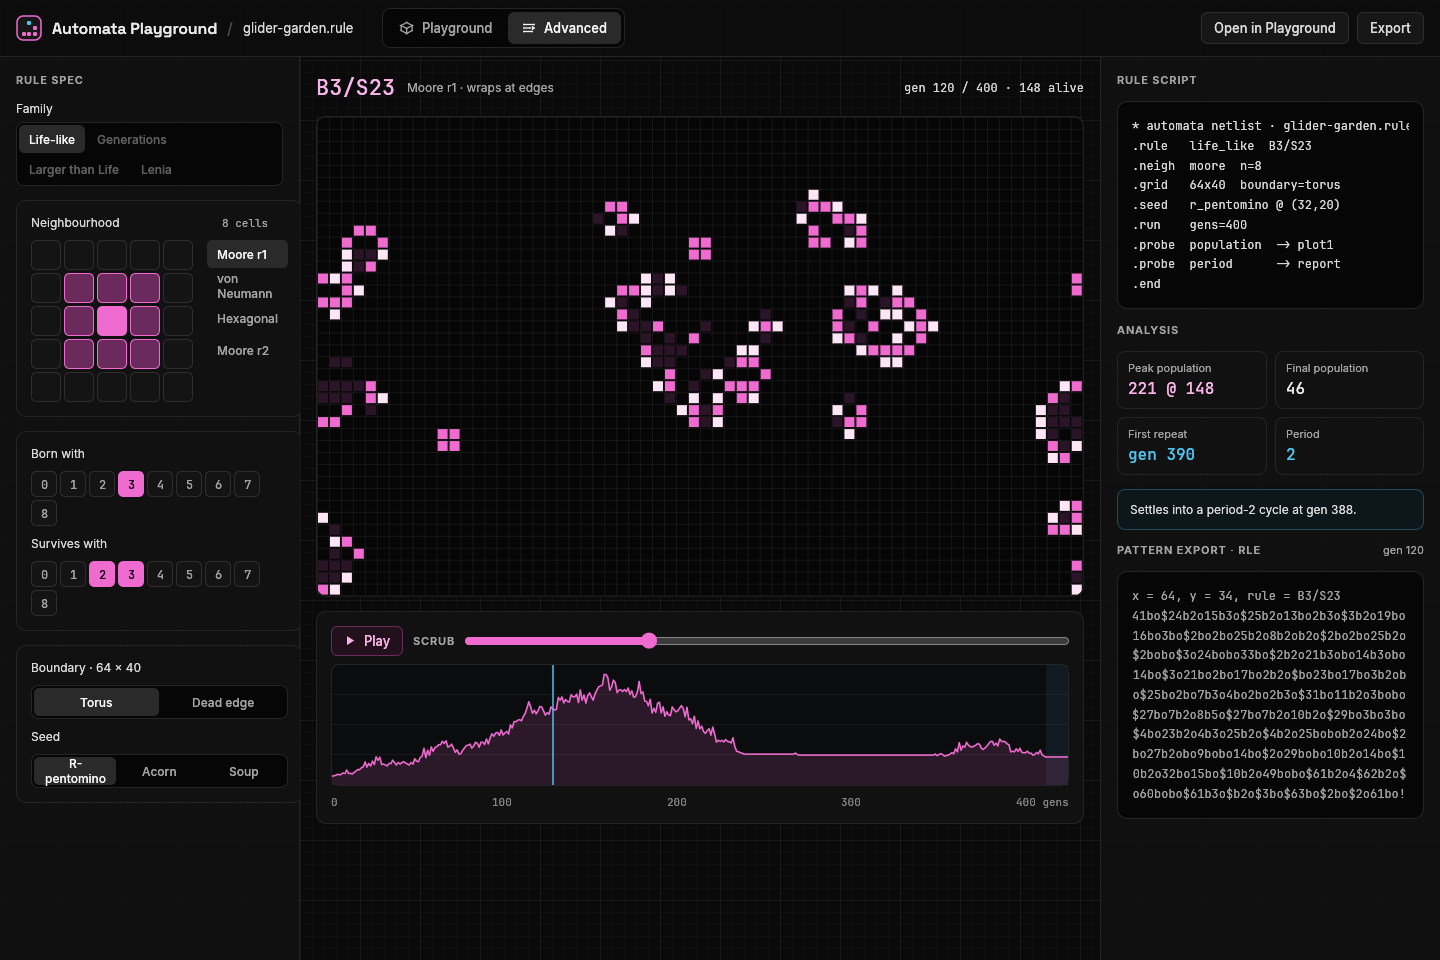 Automata Playground / glider-garden.rule
Playground
Advanced
Open in Playground
Export
RULE SPEC
Family
Life-like
Generations
Larger than Life
Lenia
Neighbourhood
8 cells
Moore r1
von
Neumann
Hexagonal
Moore r2
Born with
0 1 2 3 4 5 6 7
8
Survives with
0 1 2 3 4 5 6 7
8
Boundary · 64 × 40
Torus
Dead edge
Seed
R-
pentomino
Acorn
Soup
B3/S23
Moore r1 · wraps at edges
gen 120 / 400 · 148 alive
Play
SCRUB
0 100 200 300 400 gens
RULE SCRIPT
* automata netlist · glider-garden.rule
.rule life_like B3/S23
.neigh moore n=8
.grid 64x40 boundary=torus
.seed r_pentomino @ (32,20)
.run gens=400
.probe population → plot1
.probe period → report
.end
ANALYSIS
Peak population
221 @ 148
Final population
46
First repeat
gen 390
Period
2
Settles into a period-2 cycle at gen 388.
PATTERN EXPORT · RLE
gen 120
x = 64, y = 34, rule = B3/S23
41bo$24b2o15b3o$25b2o13bo2b3o$3b2o19bo
16bo3bo$2bo2bo25b2o8b2ob2o$2bo2bo25b2o
$2bobo$3o24bobo33bo$2b2o21b3obo14b3obo
14bo$3o21bo2bo17bo2b2o$bo23bo17bo3b2ob
o$25bo2bo7b3o4bo2bo2b3o$31bo11b2o3bobo
$27bo7b2o8b5o$27bo7b2o10b2o$29bo3bo3bo
$4bo23b2o4b3o25b2o$4b2o25bobob2o24bo$2
bo27b2obo9bobo14bo$2o29bobo10b2o14bo$1
0b2o32bo15bo$10b2o49bobo$61b2o4$62b2o$
o60bobo$61b3o$b2o$3bo$63bo$2bo$2o61bo!